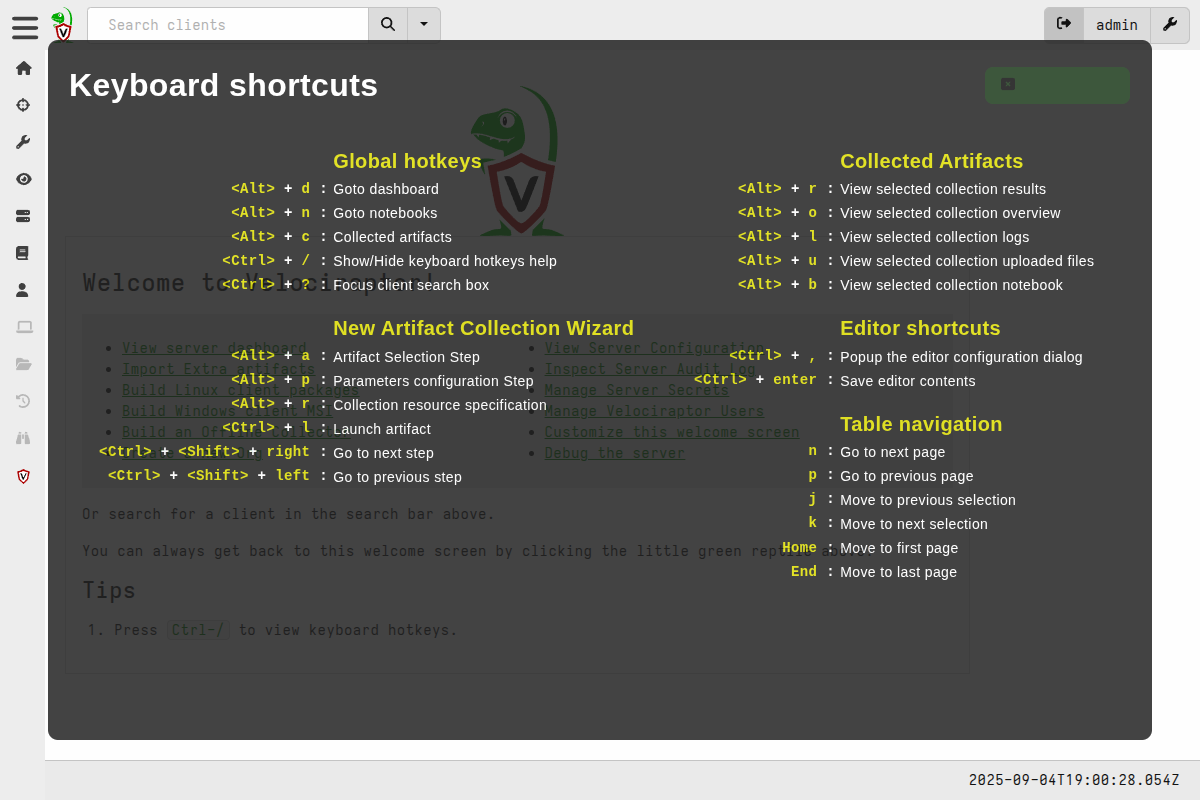 Search clients
admin
Keyboard shortcuts
Global hotkeys
<Alt> + d : Goto dashboard
<Alt> + n : Goto notebooks
<Alt> + c : Collected artifacts
<Ctrl> + / : Show/Hide keyboard hotkeys help
<Ctrl> + ? : Focus client search box
New Artifact Collection Wizard
<Alt> + a : Artifact Selection Step
<Alt> + p : Parameters configuration Step
<Alt> + r : Collection resource specification
<Ctrl> + l : Launch artifact
<Ctrl> + <Shift> + right : Go to next step
<Ctrl> + <Shift> + left : Go to previous step
Collected Artifacts
<Alt> + r : View selected collection results
<Alt> + o : View selected collection overview
<Alt> + l : View selected collection logs
<Alt> + u : View selected collection uploaded files
<Alt> + b : View selected collection notebook
Editor shortcuts
<Ctrl> + , : Popup the editor configuration dialog
<Ctrl> + enter : Save editor contents
Table navigation
n : Go to next page
p : Go to previous page
j : Move to previous selection
k : Move to next selection
Home : Move to first page
End : Move to last page
Welcome to Velociraptor!
View server dashboard
Import Extra artifacts
Build Linux client packages
Build Windows client MSI
Build an Offline Collector
View Server Configuration
Inspect Server Audit Log
Manage Server Secrets
Manage Velociraptor Users
Customize this welcome screen
Debug the server
Or search for a client in the search bar above.
You can always get back to this welcome screen by clicking the little green reptile above.
Tips
1. Press Ctrl-/ to view keyboard hotkeys.
2025-09-04T19:00:28.054Z